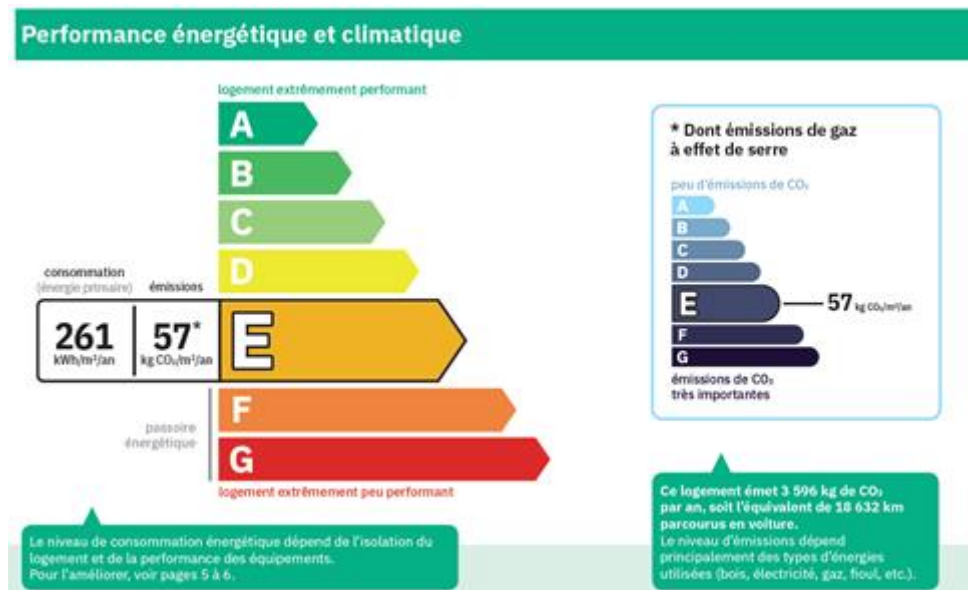 Performance énergétique et climatique
logement extrêmement performant
A
B
C
D
consommation
(énergie primaire)
émissions
261
kWh/m²/an
57*
kg CO₂/m²/an
E
F
G
passoire
énergétique
logement extrêmement peu performant
* Dont émissions de gaz
à effet de serre
peu d'émissions de CO₂
A
B
C
D
E
57 kg CO₂/m²/an
F
G
émissions de CO₂
très importantes
Le niveau de consommation énergétique dépend de l'isolation du
logement et de la performance des équipements.
Pour l'améliorer, voir pages 5 à 6.
Ce logement émet 3 596 kg de CO₂
par an, soit l'équivalent de 18 632 km
parcourus en voiture.
Le niveau d'émissions dépend
principalement des types d'énergies
utilisées (bois, électricité, gaz, fioul, etc.).